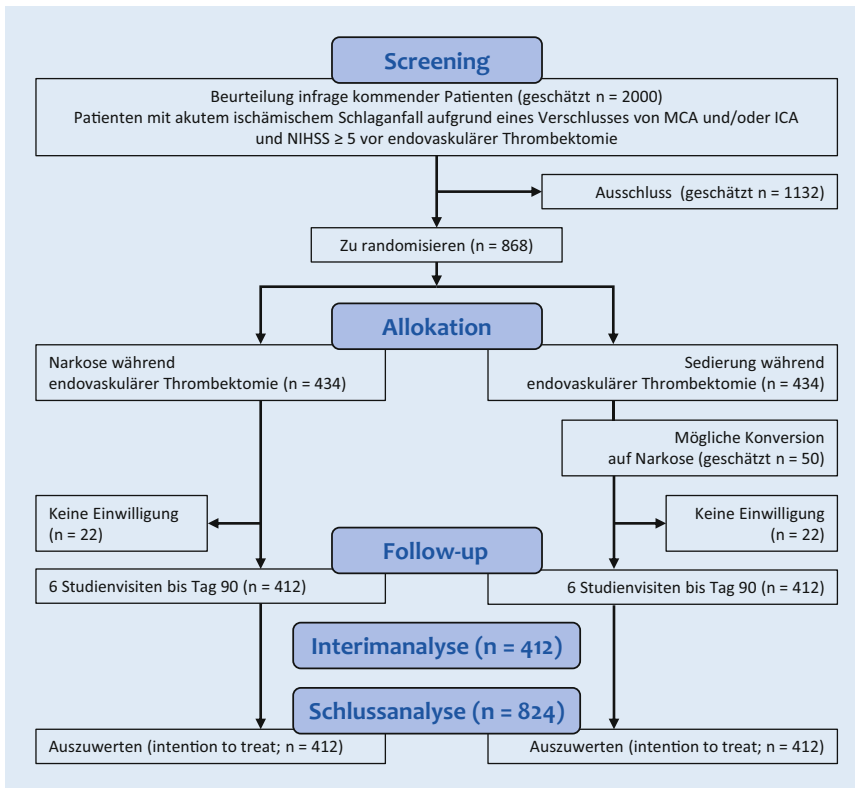 Screening
Beurteilung infrage kommender Patienten (geschätzt n = 2000)
Patienten mit akutem ischämischem Schlaganfall aufgrund eines Verschlusses von MCA und/oder ICA
und NIHSS ≥ 5 vor endovaskulärer Thrombektomie
Ausschluss (geschätzt n = 1132)
Zu randomisieren (n = 868)
Allokation
Narkose während
endovaskulärer Thrombektomie (n = 434)
Sedierung während
endovaskulärer Thrombektomie (n = 434)
Mögliche Konversion
auf Narkose (geschätzt n = 50)
Keine Einwilligung
(n = 22)
Keine Einwilligung
(n = 22)
Follow-up
6 Studienvisiten bis Tag 90 (n = 412)
6 Studienvisiten bis Tag 90 (n = 412)
Interimanalyse (n = 412)
Schlussanalyse (n = 824)
Auszuwerten (intention to treat; n = 412)
Auszuwerten (intention to treat; n = 412)